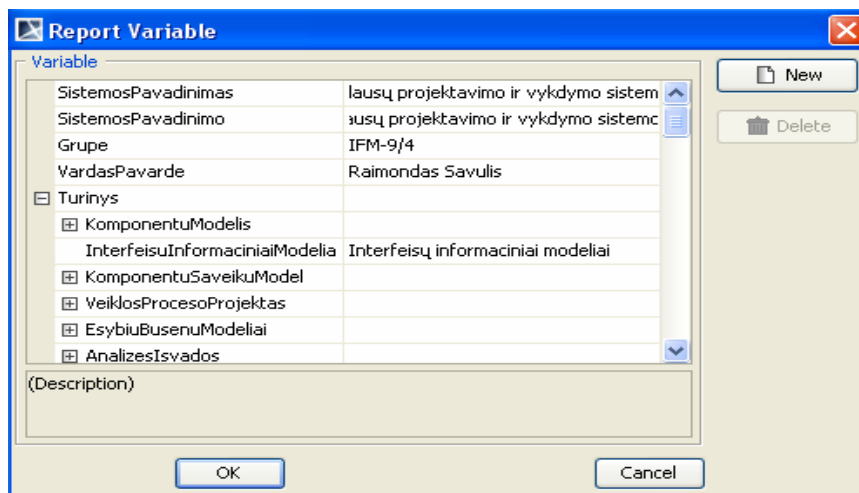 Report Variable
Variable
New
Delete
SistemosPavadinimas lausų projektavimo ir vykdymo sistem
SistemosPavadinimo ausų projektavimo ir vykdymo sistemo
Grupe IFM-9/4
VardasPavarde Raimondas Savulis
Turinys
KomponentuModelis
InterfeisuInformaciniaiModelia Interfeisų informaciniai modeliai
KomponentuSaveikuModel
VeiklosProcesoProjektas
EsybiuBusenuModeliai
AnalizesIsvados
(Description)
OK Cancel